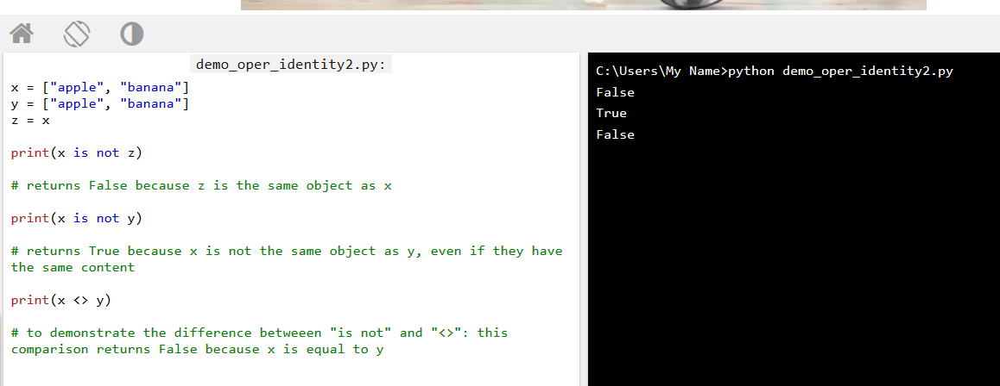 demo_oper_identity2.py:
x = ["apple", "banana"]
y = ["apple", "banana"]
z = x
print(x is not z)
# returns False because z is the same object as x
print(x is not y)
# returns True because x is not the same object as y, even if they have
the same content
print(x <> y)
# to demonstrate the difference betweeen "is not" and "<>": this
comparison returns False because x is equal to y
C:\Users\My Name>python demo_oper_identity2.py
False
True
False